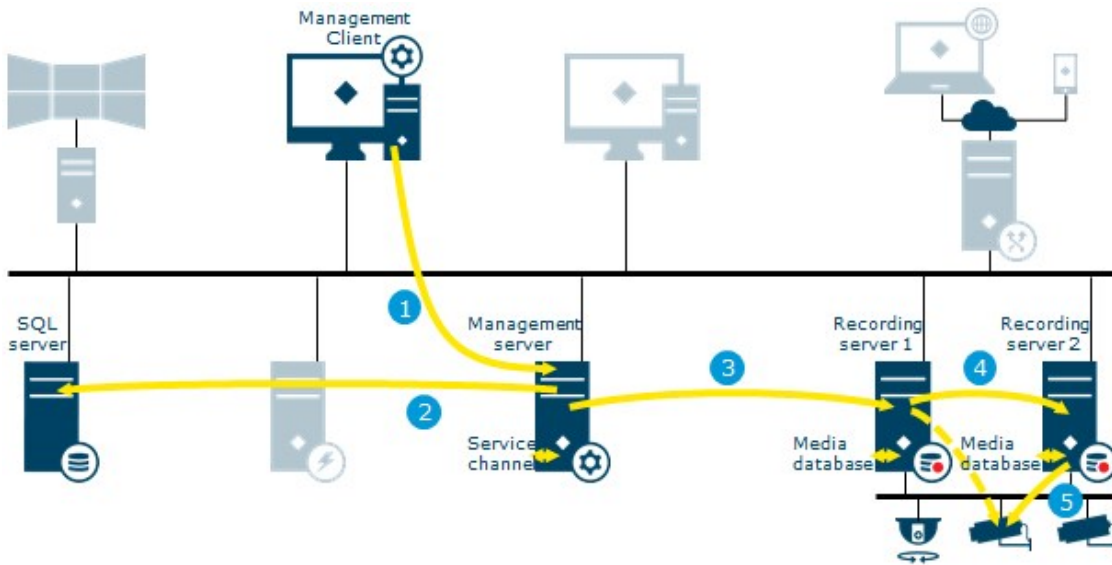 Management
Client
1
SQL
server
Management
server
Recording
server 1
Recording
server 2
2
3
4
Service
channel
Media
database
Media
database
5